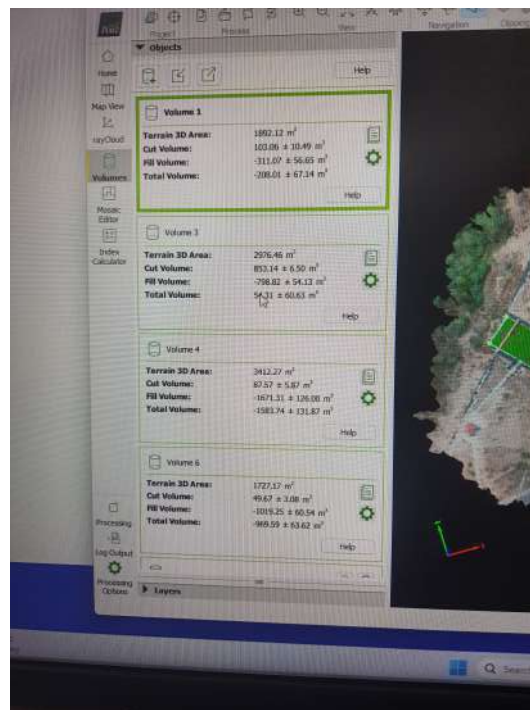 Project
Process
View
Navigation
Clipping
Home
Map View
rayCloud
Volumes
Mosaic
Editor
Index
Calculator
Processing
Log Output
Processing
Options
Objects
Help
Volume 1
Terrain 3D Area: 1892.12 m²
Cut Volume: 103.06 ± 10.49 m³
Fill Volume: -311.07 ± 56.65 m³
Total Volume: -208.01 ± 67.14 m³
Help
Volume 3
Terrain 3D Area: 2976.46 m²
Cut Volume: 853.14 ± 6.50 m³
Fill Volume: -798.82 ± 54.13 m³
Total Volume: 54.31 ± 60.63 m³
Help
Volume 4
Terrain 3D Area: 3412.27 m²
Cut Volume: 87.57 ± 5.87 m³
Fill Volume: -1671.31 ± 126.00 m³
Total Volume: -1583.74 ± 131.87 m³
Help
Volume 6
Terrain 3D Area: 1727.17 m²
Cut Volume: 49.67 ± 3.08 m³
Fill Volume: -1019.25 ± 60.54 m³
Total Volume: -969.59 ± 63.62 m³
Help
Layers
Search